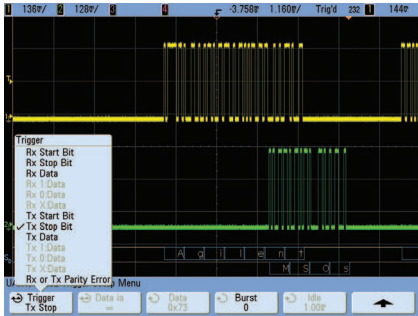 1 136▽/ 2 128▽/ 3 4 -3.758▽ 1.160▽/ Trig'd 232 1 144▽
T
1
Trigger
Rx Start Bit
Rx Stop Bit
Rx Data
Rx 1:Data
Rx 0:Data
Rx X:Data
Tx Start Bit
✓Tx Stop Bit
Tx Data
Tx 1:Data
Tx 0:Data
Tx X:Data
Rx or Tx Parity Error
2
A g i l e n t
M S O s
Menu
Trigger Data is Data Burst Idle
Tx Stop 0x73 0